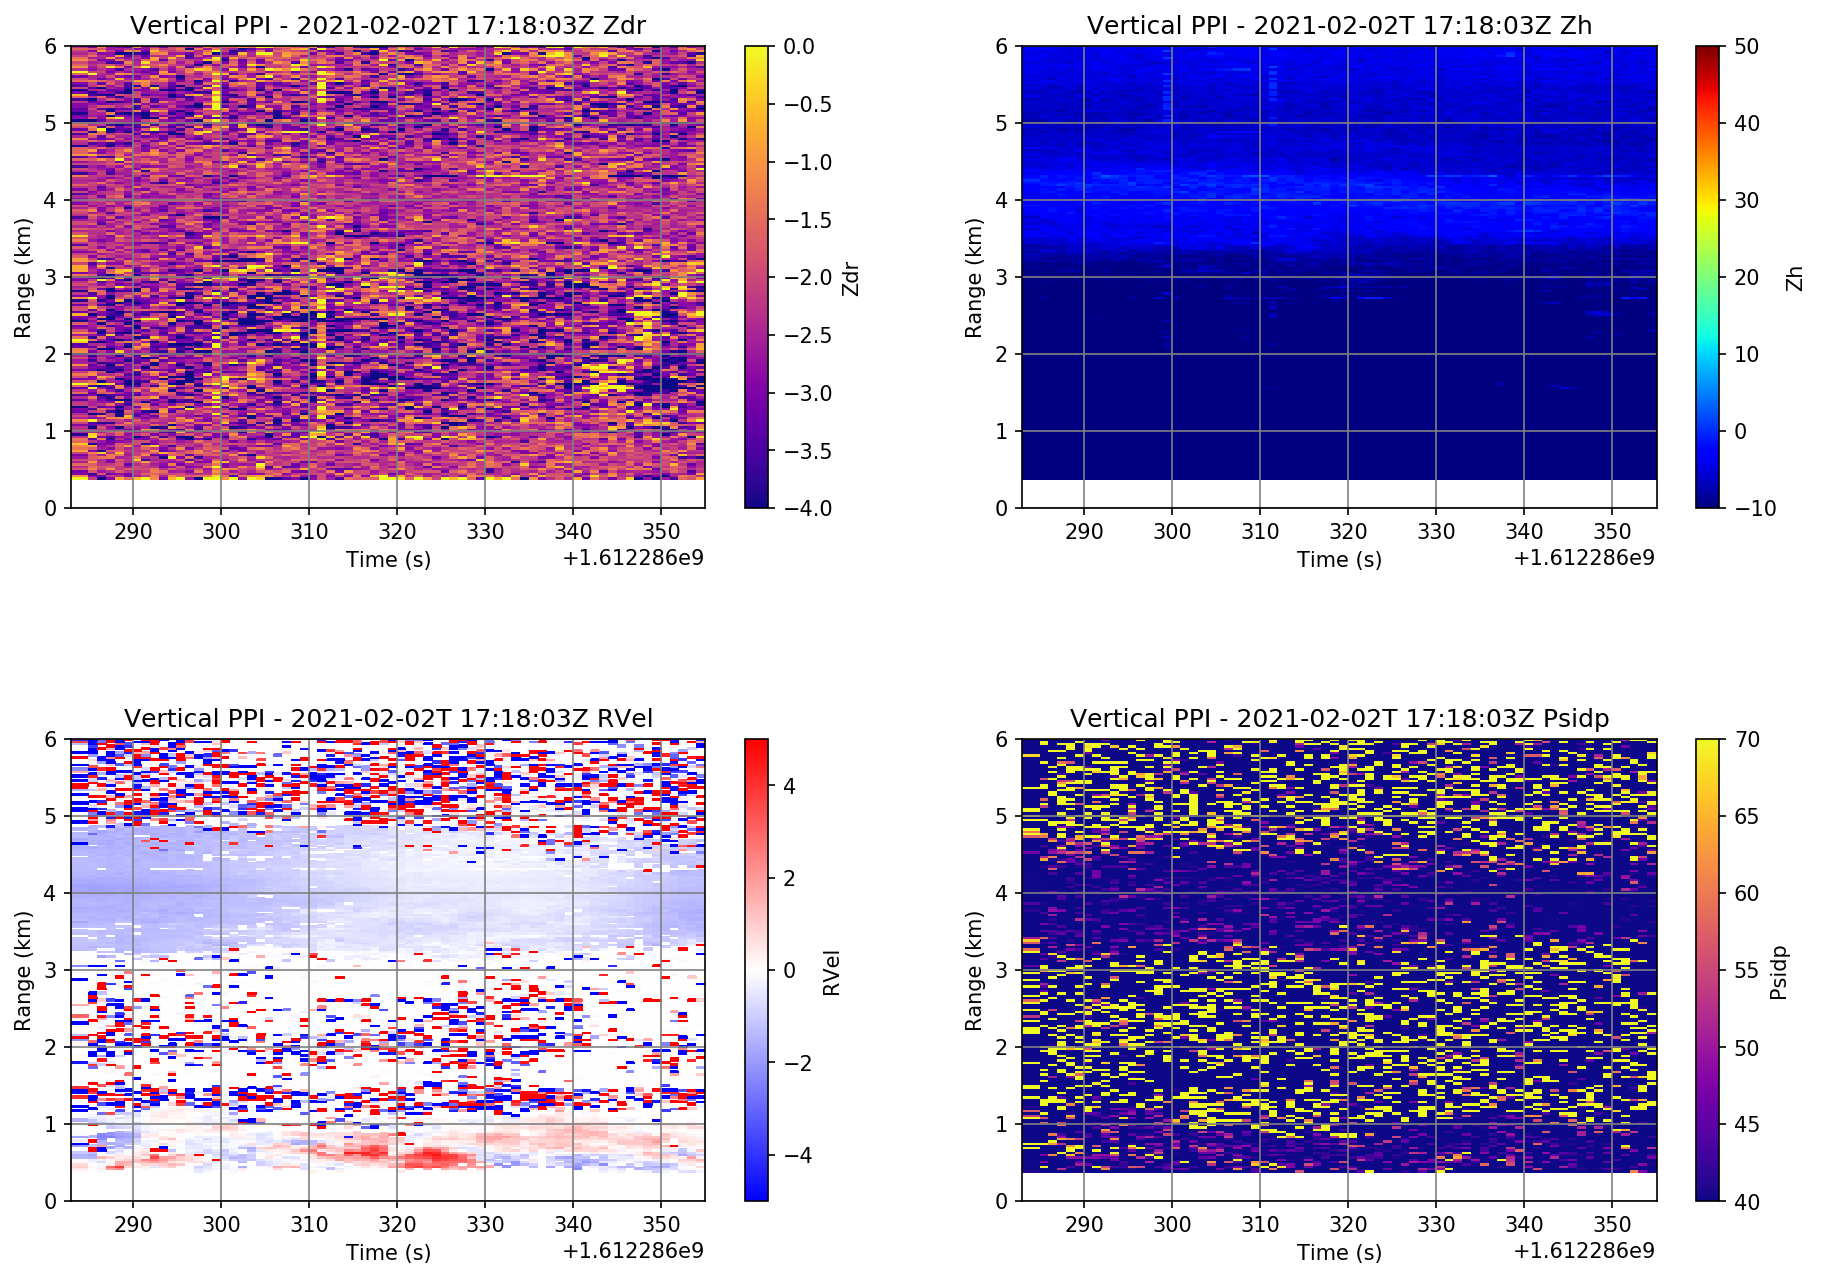 Vertical PPI - 2021-02-02T 17:18:03Z Zdr
6
5
4
3
2
1
0
Range (km)
290 300 310 320 330 340 350
Time (s)
+1.612286e9
0.0
−0.5
−1.0
−1.5
−2.0
−2.5
−3.0
−3.5
−4.0
Zdr
Vertical PPI - 2021-02-02T 17:18:03Z Zh
6
5
4
3
2
1
0
Range (km)
290 300 310 320 330 340 350
Time (s)
+1.612286e9
50
40
30
20
10
0
−10
Zh
Vertical PPI - 2021-02-02T 17:18:03Z RVel
6
5
4
3
2
1
0
Range (km)
290 300 310 320 330 340 350
Time (s)
+1.612286e9
4
2
0
−2
−4
RVel
Vertical PPI - 2021-02-02T 17:18:03Z Psidp
6
5
4
3
2
1
0
Range (km)
290 300 310 320 330 340 350
Time (s)
+1.612286e9
70
65
60
55
50
45
40
Psidp